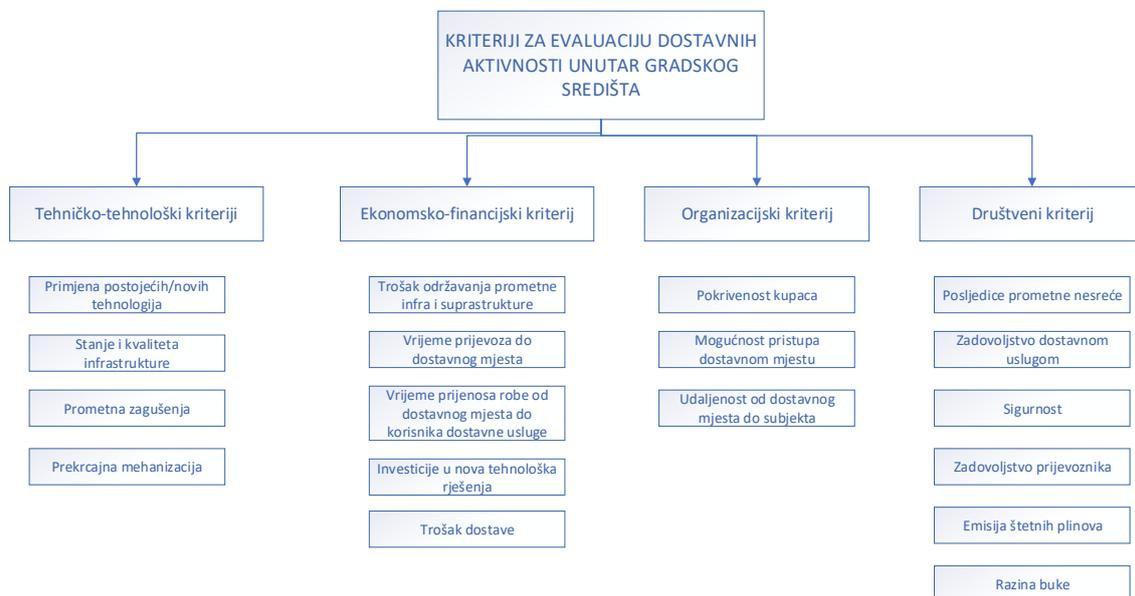 KRITERIJI ZA EVALUACIJU DOSTAVNIH
AKTIVNOSTI UNUTAR GRADSKOG
SREDIŠTA
Tehničko-tehnološki kriteriji
Primjena postojećih/novih
tehnologija
Stanje i kvaliteta
infrastrukture
Prometna zagušenja
Prekrcajna mehanizacija
Ekonomsko-financijski kriterij
Trošak održavanja prometne
infra i suprastrukture
Vrijeme prijevoza do
dostavnog mjesta
Vrijeme prijenosa robe od
dostavnog mjesta do
korisnika dostavne usluge
Investicije u nova tehnološka
rješenja
Trošak dostave
Organizacijski kriterij
Pokrivenost kupaca
Mogućnost pristupa
dostavnom mjestu
Udaljenost od dostavnog
mjesta do subjekta
Društveni kriterij
Posljedice prometne nesreće
Zadovoljstvo dostavnom
uslugom
Sigurnost
Zadovoljstvo prijevoznika
Emisija štetnih plinova
Razina buke